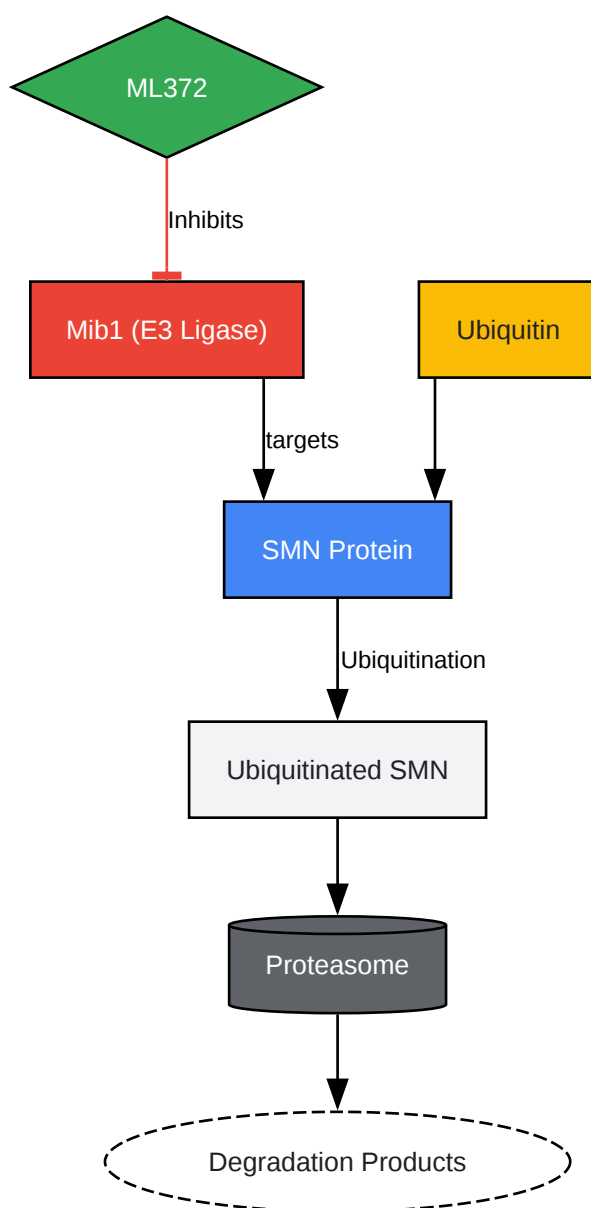 ML372
Inhibits
Mib1 (E3 Ligase)
Ubiquitin
targets
SMN Protein
Ubiquitination
Ubiquitinated SMN
Proteasome
Degradation Products